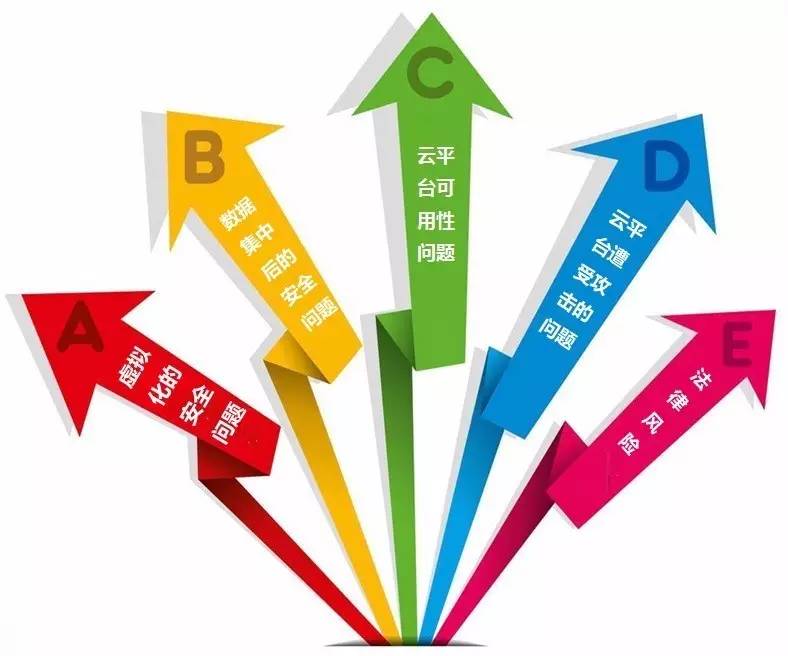 A
虚拟
化的
安全
问题
B
数据
集中
后的
安全
问题
C
云平
台可
用性
问题
D
云平
台遭
受攻
击的
问题
E
法
律
风
险